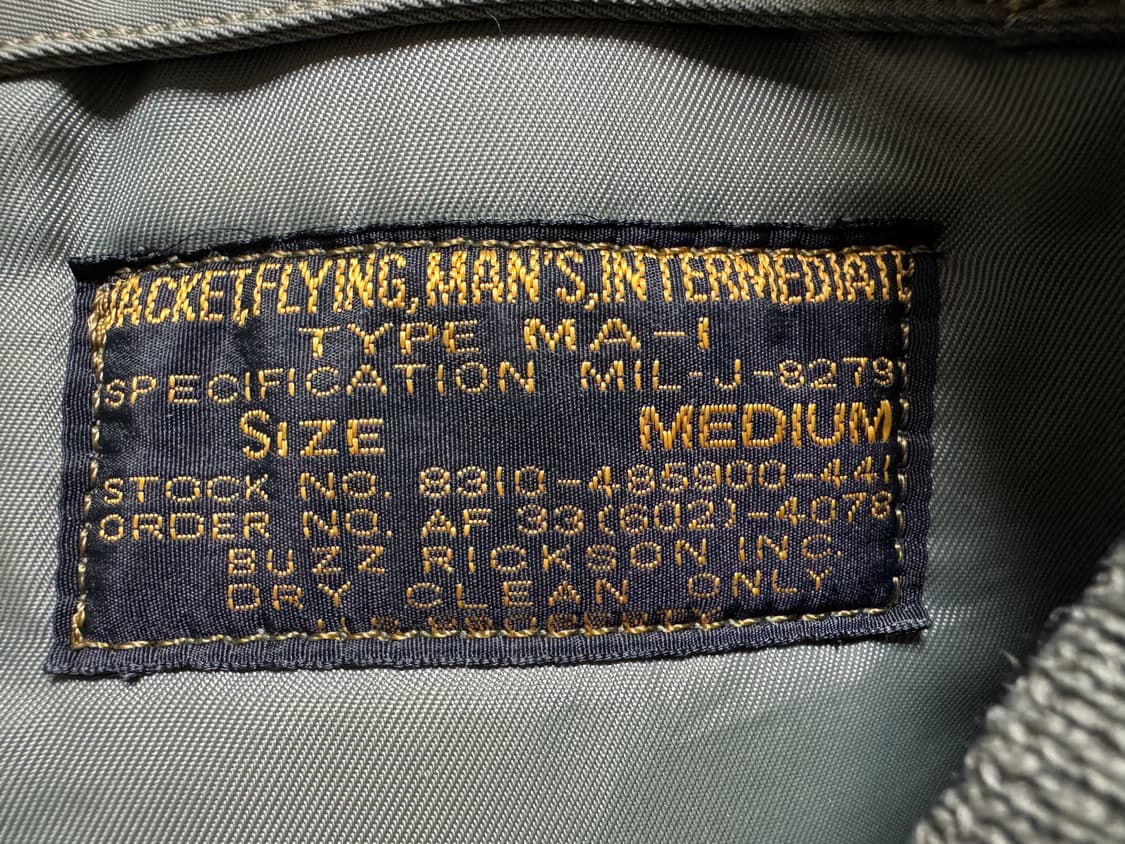 JACKET,FLYING,MAN'S,INTERMEDIATE
TYPE MA-1
SPECIFICATION MIL-J-8279
SIZE MEDIUM
STOCK NO. 8310-485900-441
ORDER NO. AF 33(602)-4078
BUZZ RICKSON INC.
DRY CLEAN ONLY
U.S. PROPERTY